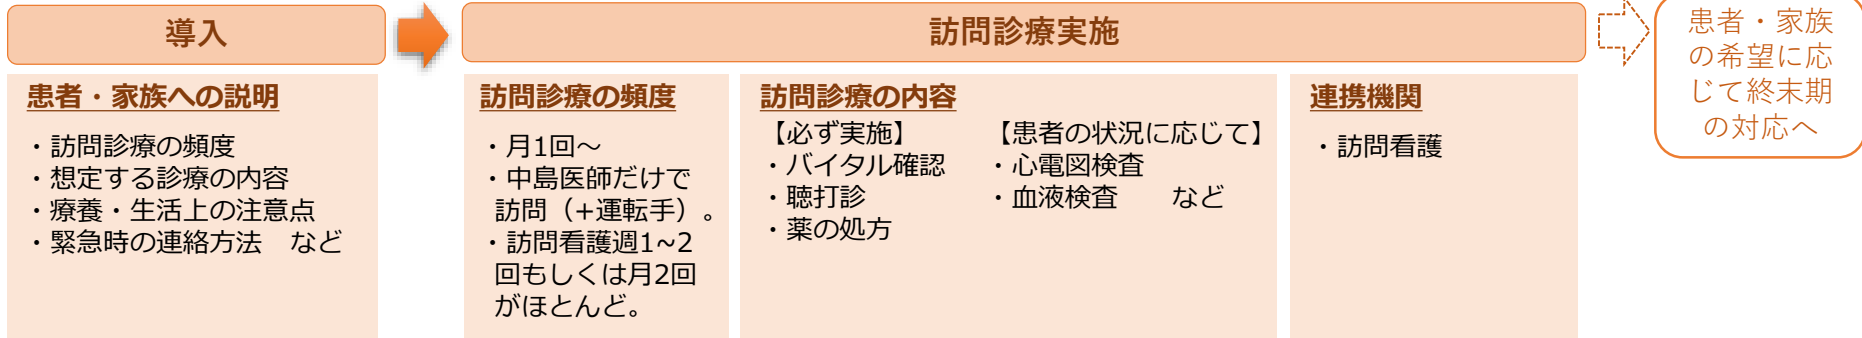 導入
訪問診療実施
患者・家族
の希望に応
じて終末期
の対応へ
患者・家族への説明
・訪問診療の頻度
・想定する診療の内容
・療養・生活上の注意点
・緊急時の連絡方法　など
訪問診療の頻度
・月1回～
・中島医師だけで
訪問（+運転手）。
・訪問看護週1~2
回もしくは月2回
がほとんど。
訪問診療の内容
【必ず実施】
・バイタル確認
・聴打診
・薬の処方
【患者の状況に応じて】
・心電図検査
・血液検査　　など
連携機関
・訪問看護